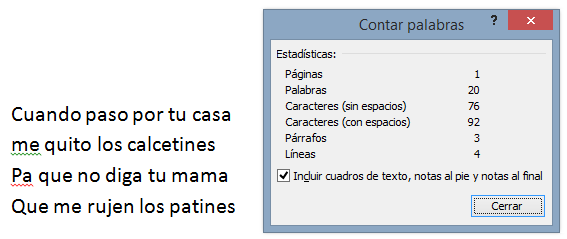 Cuando paso por tu casa
me quito los calcetines
Pa que no diga tu mama
Que me rujen los patines
Contar palabras
?
Estadísticas:
Páginas 1
Palabras 20
Caracteres (sin espacios) 76
Caracteres (con espacios) 92
Párrafos 3
Líneas 4
Incluir cuadros de texto, notas al pie y notas al final
Cerrar